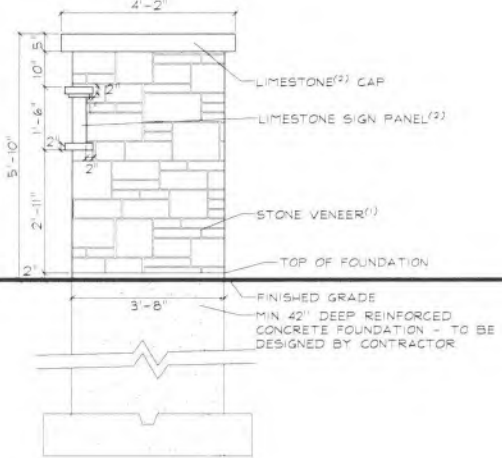 4'-2"
5"
10"
2"
1'-6"
5'-10"
2"
2"
2'-11"
2"
LIMESTONE(2) CAP
LIMESTONE SIGN PANEL(2)
STONE VENEER(1)
TOP OF FOUNDATION
FINISHED GRADE
3'-8"
MIN 42" DEEP REINFORCED
CONCRETE FOUNDATION - TO BE
DESIGNED BY CONTRACTOR